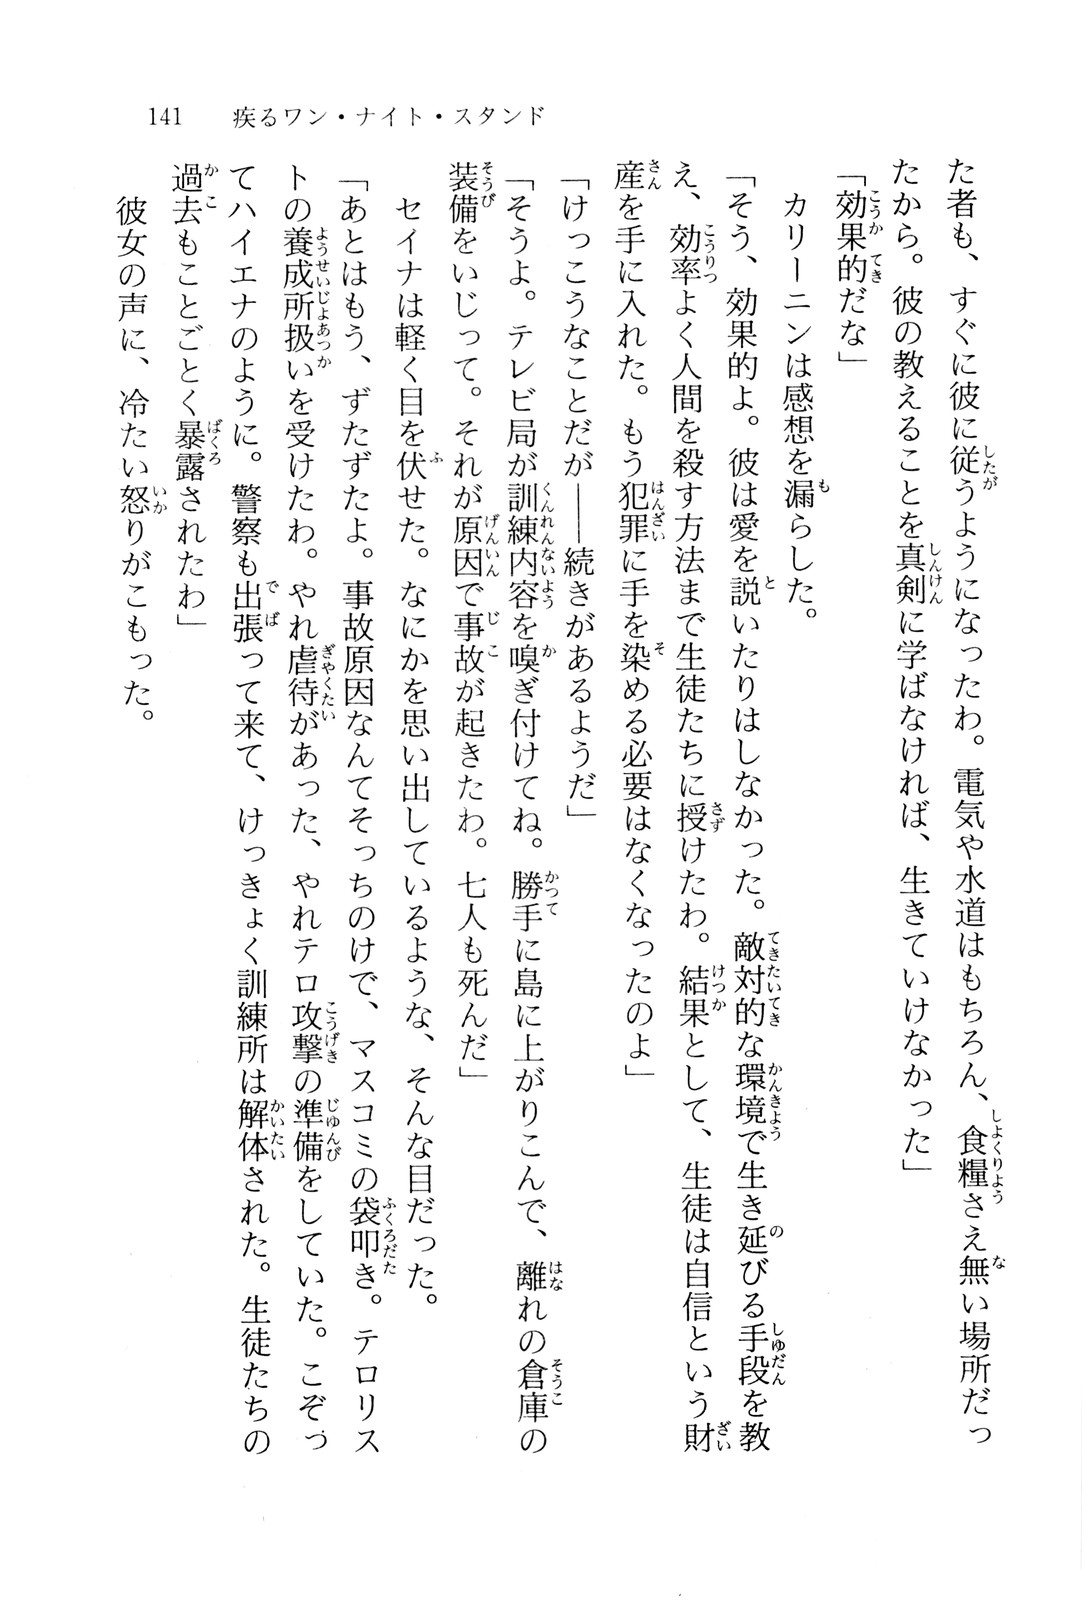 141　疾るワン・ナイト・スタンド
た者も、すぐに彼に従うようになったわ。電気や水道はもちろん、食糧さえ無い場所だっ
たから。彼の教えることを真剣に学ばなければ、生きていけなかった」
「効果的だな」
　カリーニンは感想を漏らした。
「そう、効果的よ。彼は愛を説いたりはしなかった。敵対的な環境で生き延びる手段を教
え、効率よく人間を殺す方法まで生徒たちに授けたわ。結果として、生徒は自信という財
産を手に入れた。もう犯罪に手を染める必要はなくなったのよ」
「けっこうなことだが――続きがあるようだ」
「そうよ。テレビ局が訓練内容を嗅ぎ付けてね。勝手に島に上がりこんで、離れの倉庫の
装備をいじって。それが原因で事故が起きたわ。七人も死んだ」
　セイナは軽く目を伏せた。なにかを思い出しているような、そんな目だった。
「あとはもう、ずたずたよ。事故原因なんてそっちのけで、マスコミの袋叩き。テロリス
トの養成所扱いを受けたわ。やれ虐待があった、やれテロ攻撃の準備をしていた。こぞっ
てハイエナのように。警察も出張って来て、けっきょく訓練所は解体された。生徒たちの
過去もことごとく暴露されたわ」
　彼女の声に、冷たい怒りがこもった。